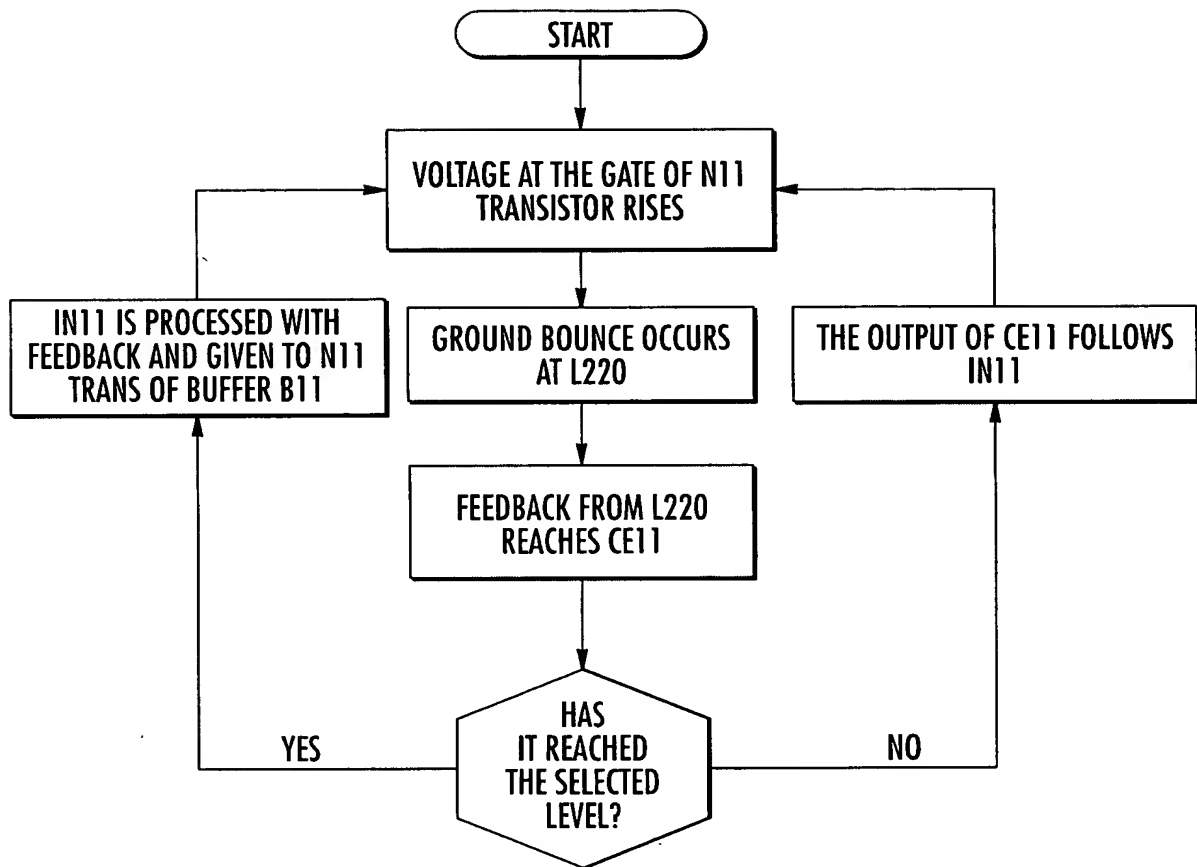 START
VOLTAGE AT THE GATE OF N11
TRANSISTOR RISES
IN11 IS PROCESSED WITH
FEEDBACK AND GIVEN TO N11
TRANS OF BUFFER B11
GROUND BOUNCE OCCURS
AT L220
THE OUTPUT OF CE11 FOLLOWS
IN11
FEEDBACK FROM L220
REACHES CE11
HAS
IT REACHED
THE SELECTED
LEVEL?
YES
NO